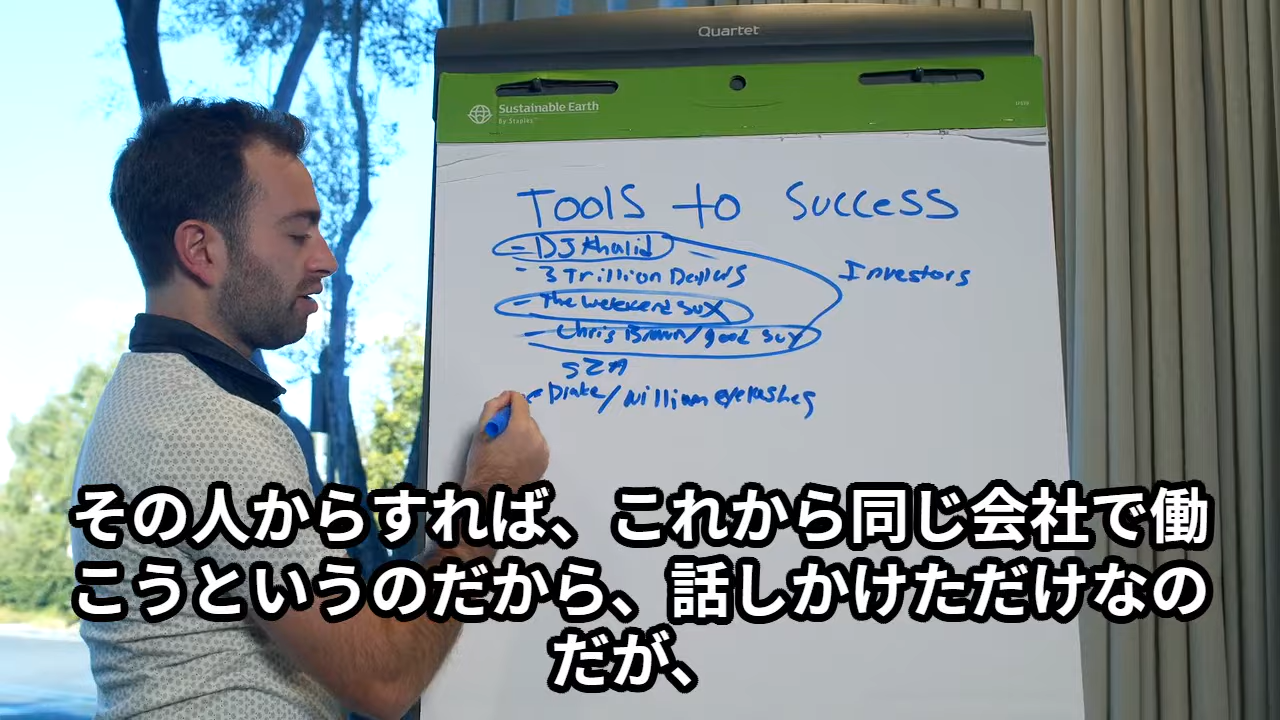 Quartet
Sustainable Earth
By Staples
Tools to Success
- DJ Khalid
- 3 Trillion Dollars
Investors
- The Weekend sux
- Chris Brown/good guy
SZA
- Drake/ William eyelashes
その人からすれば、これから同じ会社で働
こうというのだから、話しかけただけなの
だが、